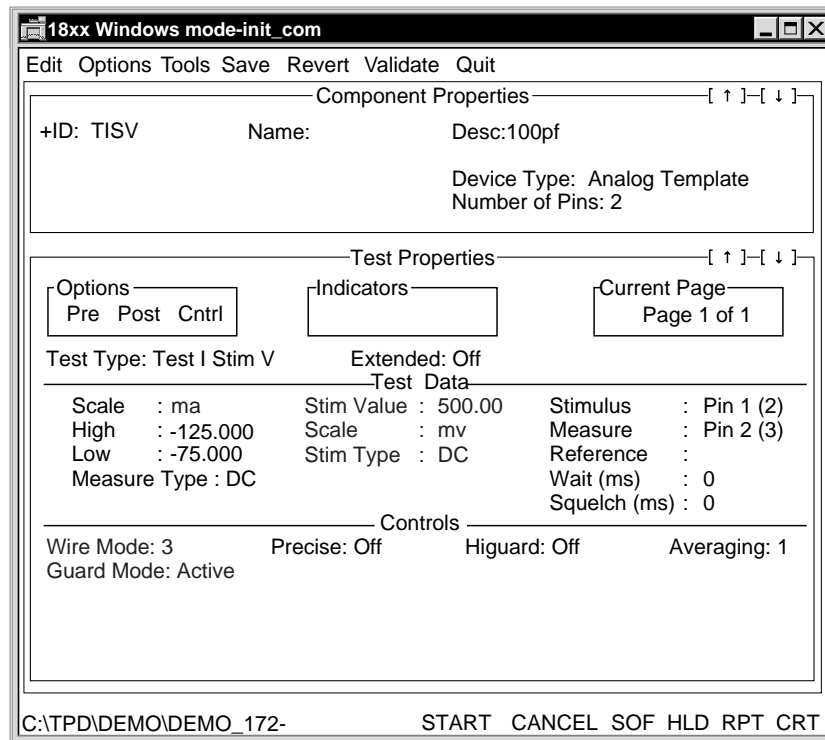 18xx Windows mode-init_com
Edit Options Tools Save Revert Validate Quit
Component Properties [ ↑ ] [ ↓ ]
+ID: TISV Name: Desc:100pf
Device Type: Analog Template
Number of Pins: 2
Test Properties [ ↑ ] [ ↓ ]
Options Indicators Current Page
Pre Post Cntrl Page 1 of 1
Test Type: Test I Stim V Extended: Off
Test Data
Scale : ma Stim Value : 500.00 Stimulus : Pin 1 (2)
High : -125.000 Scale : mv Measure : Pin 2 (3)
Low : -75.000 Stim Type : DC Reference :
Measure Type : DC Wait (ms) : 0
Squelch (ms) : 0
Controls
Wire Mode: 3 Precise: Off Higuard: Off Averaging: 1
Guard Mode: Active
C:\TPD\DEMO\DEMO_172- START CANCEL SOF HLD RPT CRT